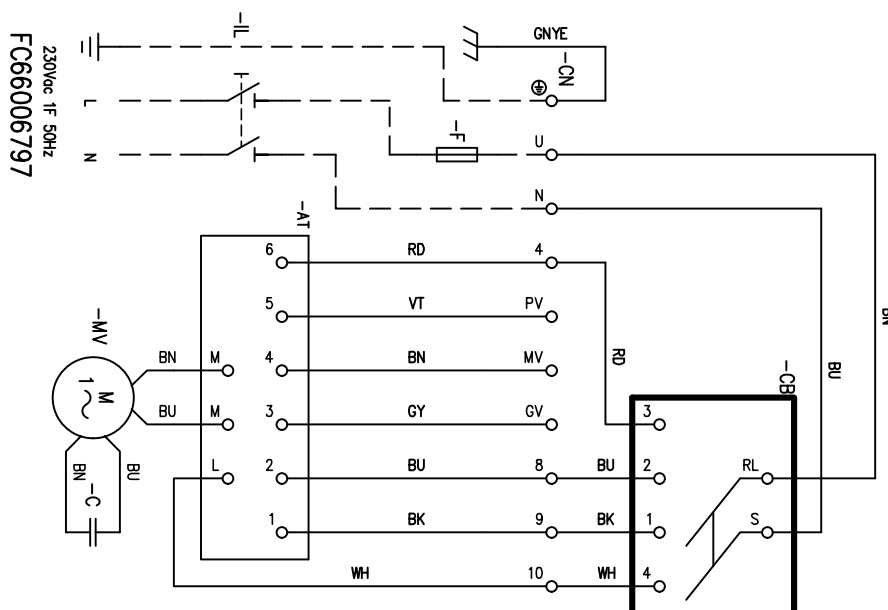 GNYE
-IL
-CN
230Vac 1F 50Hz
FC66006797
L
-F
U
N
N
-AT
6
RD
4
5
VT
PV
BN
BU
RD
-CB
-MV
BN
M
4
BN
MV
M
1
BU
M
3
GY
GV
3
L
2
BU
8
BU
2
RL
BN
BU
-C
1
BK
9
BK
1
S
WH
10
WH
4